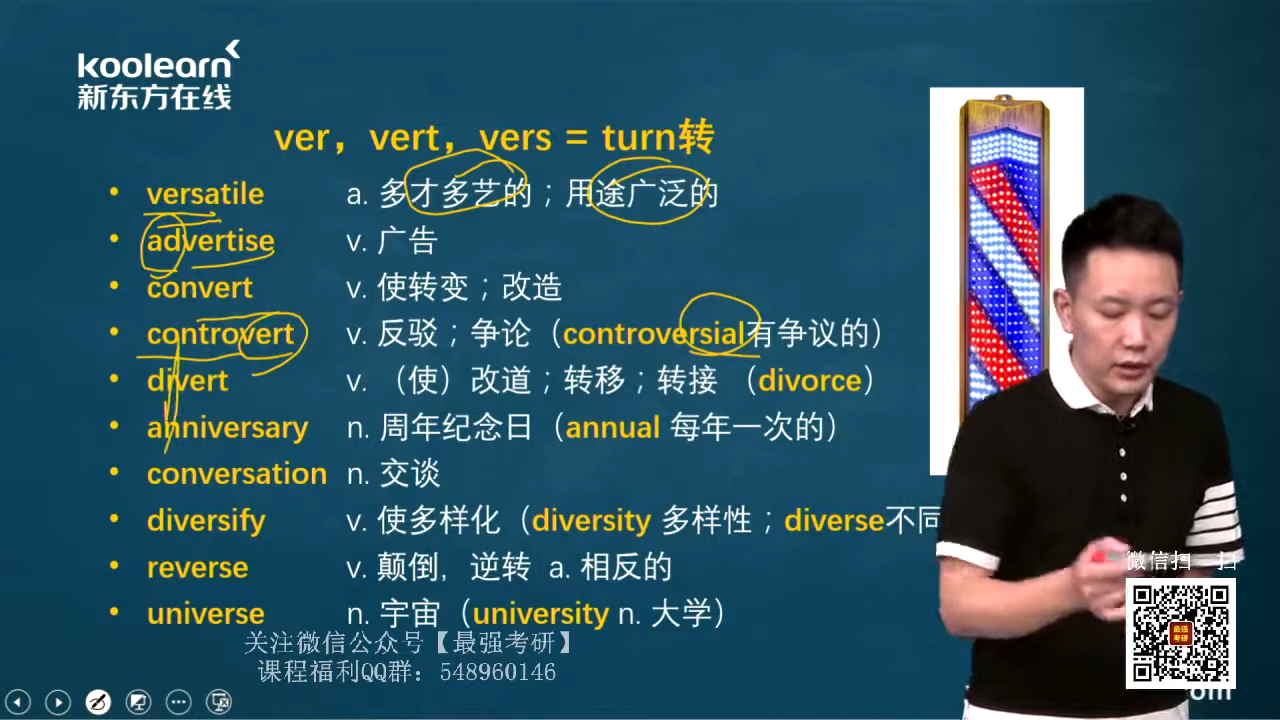 koolearn
新东方在线
ver，vert，vers = turn转
• versatile a. 多才多艺的；用途广泛的
• advertise v. 广告
• convert v. 使转变；改造
• controvert v. 反驳；争论（controversial有争议的）
• divert v. （使）改道；转移；转接 （divorce）
• anniversary n. 周年纪念日（annual 每年一次的）
• conversation n. 交谈
• diversify v. 使多样化（diversity 多样性；diverse不同
• reverse v. 颠倒，逆转 a. 相反的
• universe n. 宇宙（university n. 大学）
微信扫一扫
最强
考研
关注微信公众号【最强考研】
课程福利QQ群：548960146
om